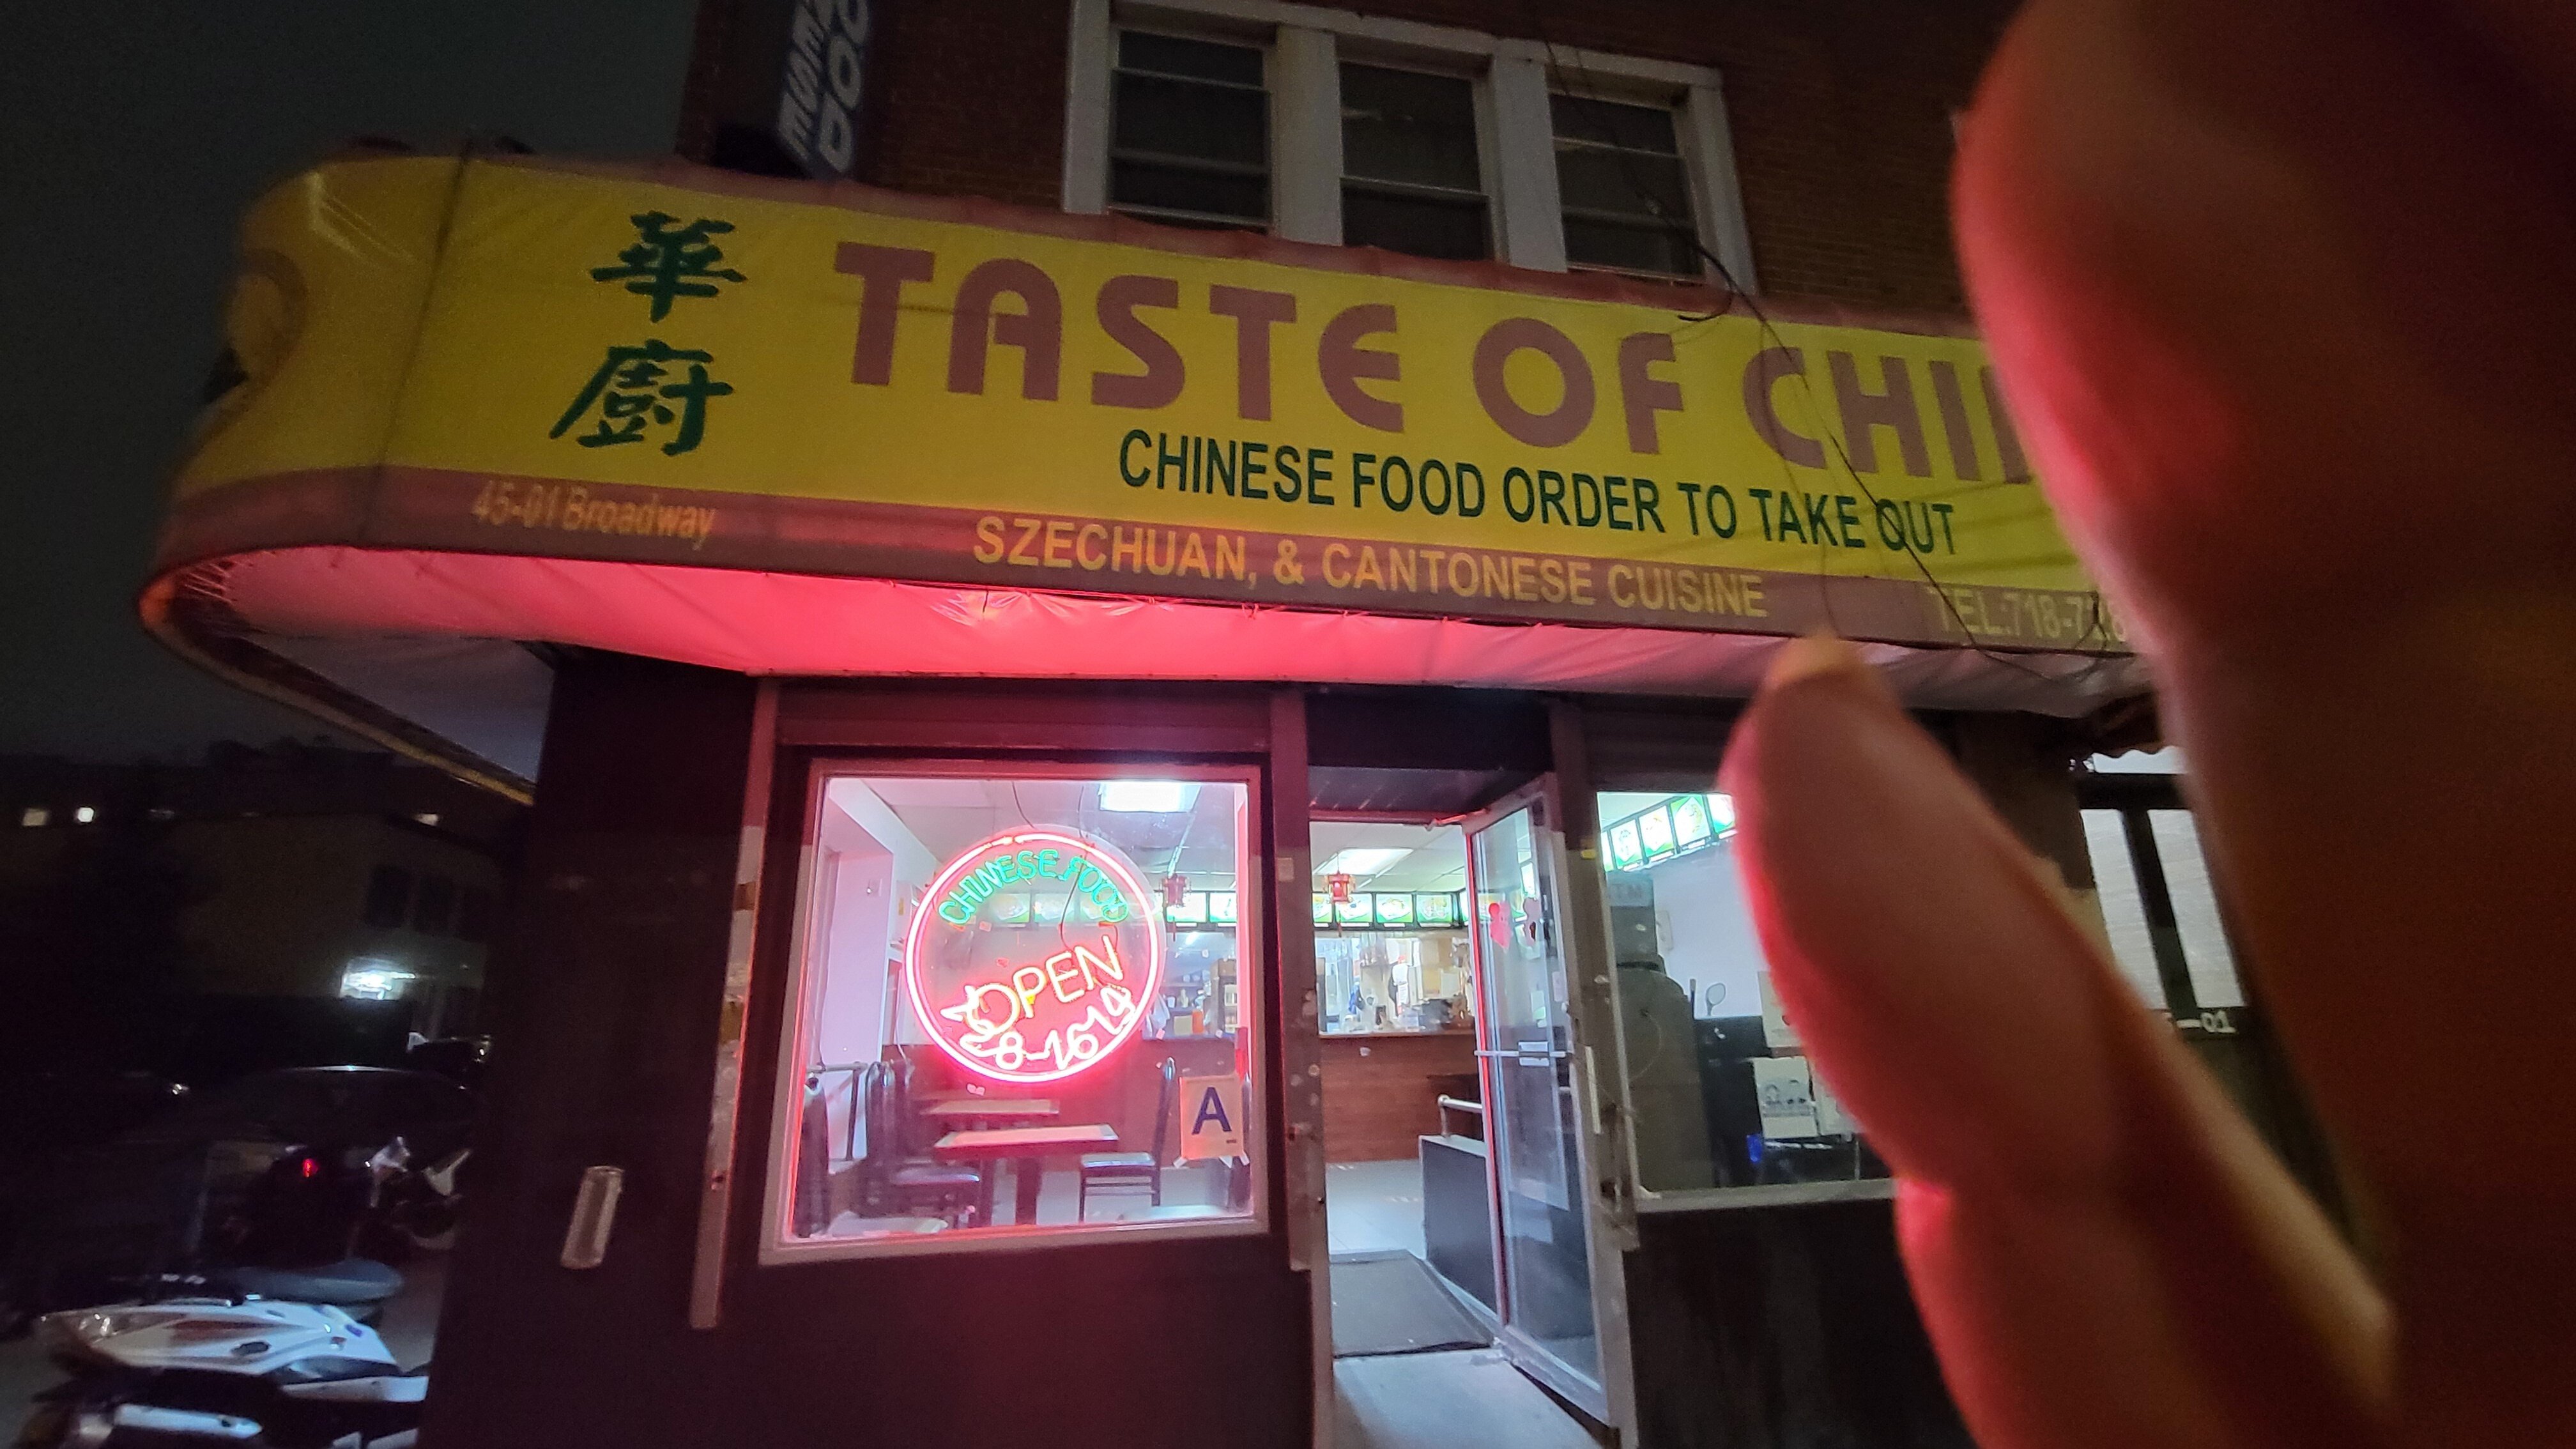 華
廚
TASTE OF CHI
CHINESE FOOD ORDER TO TAKE OUT
45-01 Broadway
SZECHUAN, & CANTONESE CUISINE
TEL:718-7
CHINESE FOOD
OPEN
A
01